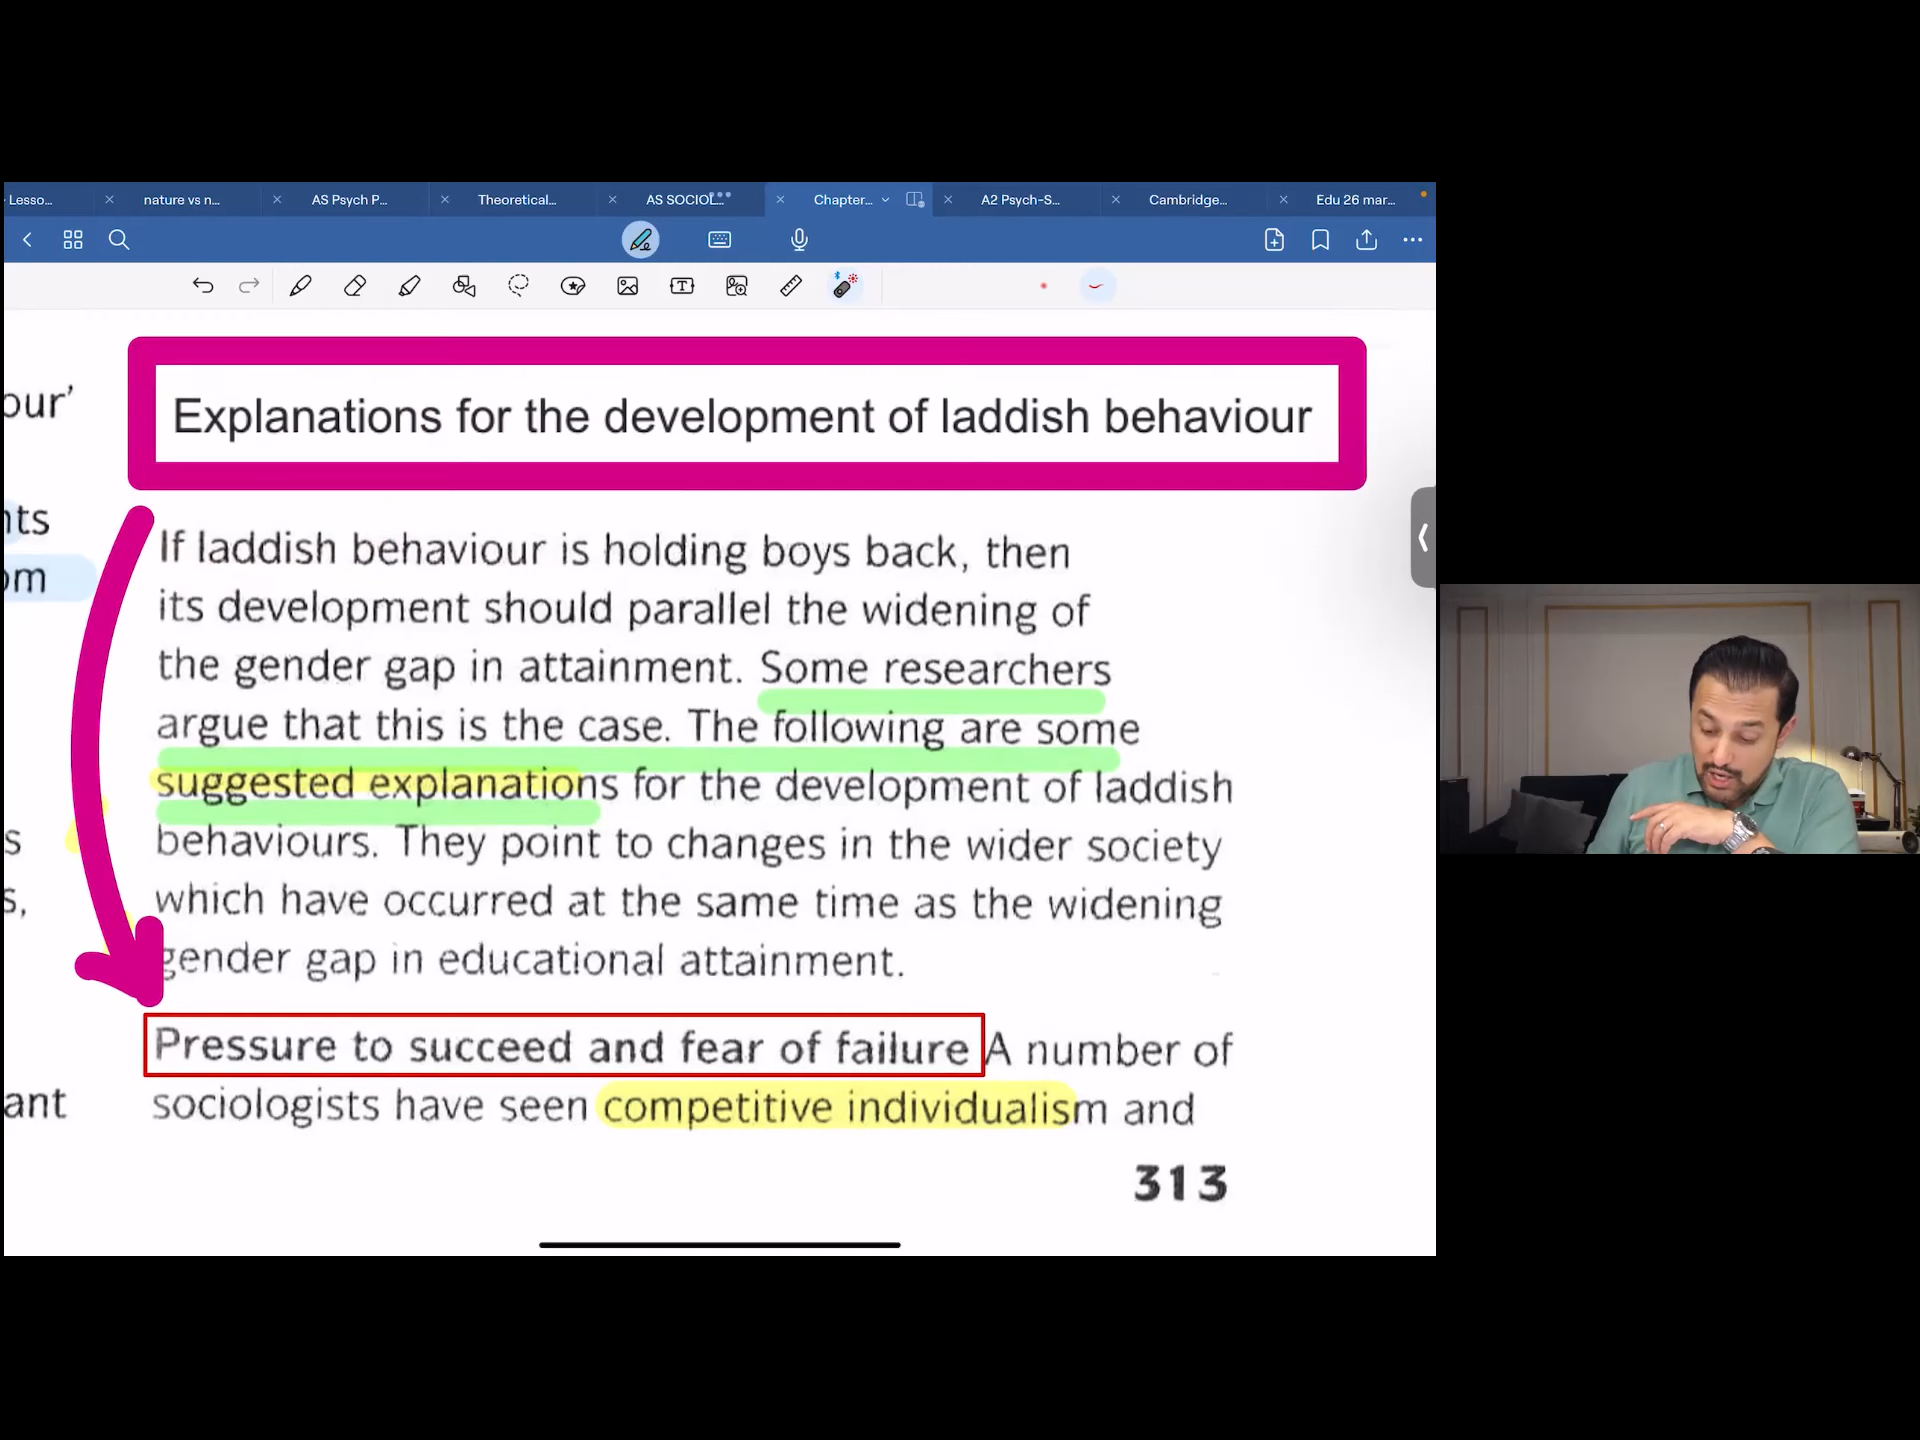 Lesso...
nature vs n...
AS Psych P...
Theoretical...
AS SOCIOL...
Chapter...
A2 Psych-S...
Cambridge...
Edu 26 mar...
our’
nts
om
s
s,
ant
Explanations for the development of laddish behaviour
If laddish behaviour is holding boys back, then
its development should parallel the widening of
the gender gap in attainment. Some researchers
argue that this is the case. The following are some
suggested explanations for the development of laddish
behaviours. They point to changes in the wider society
which have occurred at the same time as the widening
gender gap in educational attainment.
Pressure to succeed and fear of failure A number of
sociologists have seen competitive individualism and
313